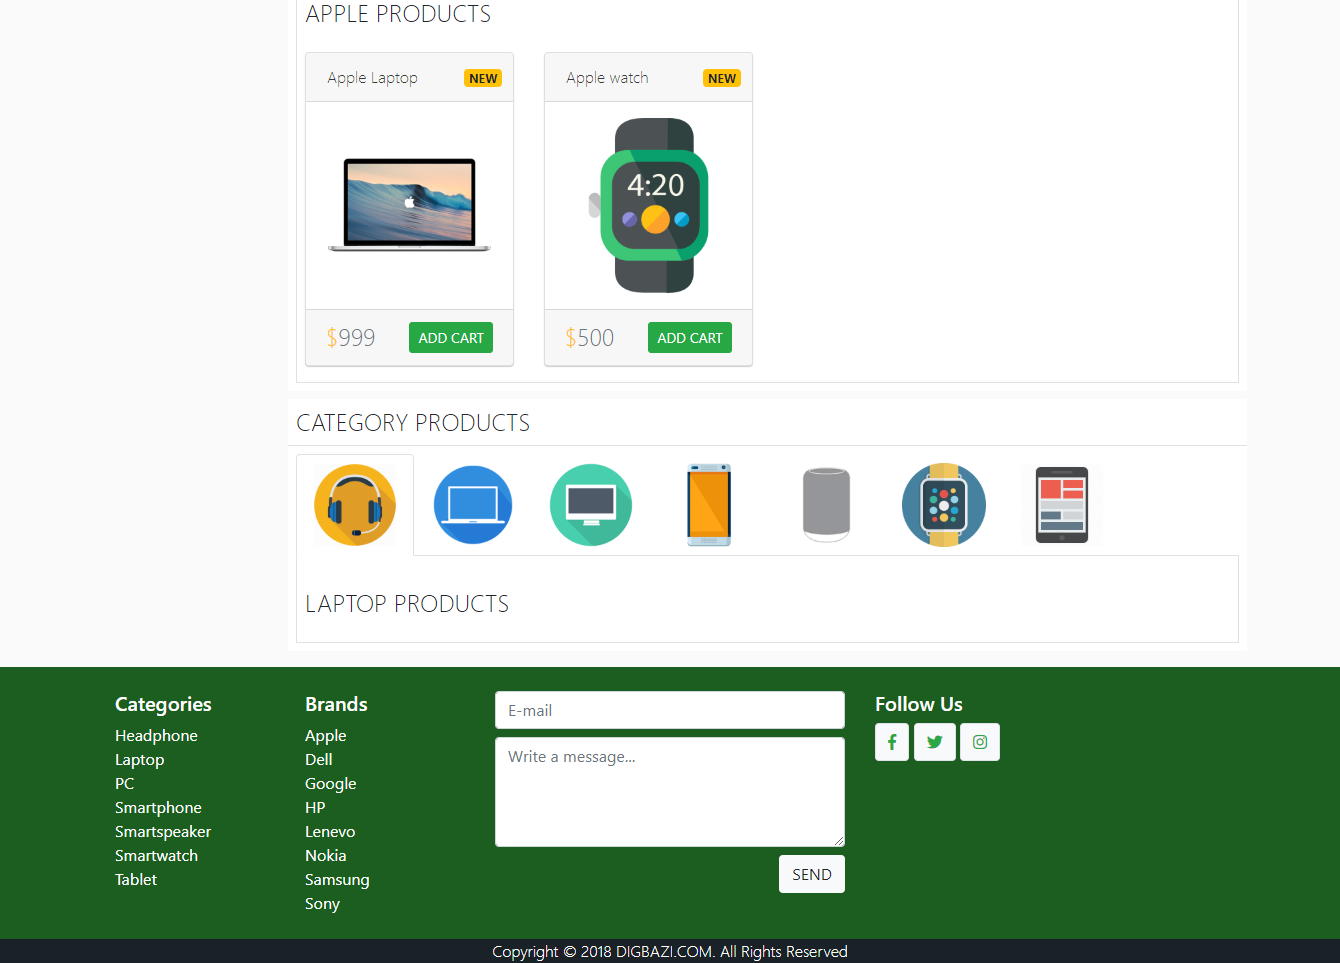 APPLE PRODUCTS
Apple Laptop
NEW
Apple watch
NEW
4:20
$999
ADD CART
$500
ADD CART
CATEGORY PRODUCTS
LAPTOP PRODUCTS
Categories
Headphone
Laptop
PC
Smartphone
Smartspeaker
Smartwatch
Tablet
Brands
Apple
Dell
Google
HP
Lenevo
Nokia
Samsung
Sony
E-mail
Write a message...
SEND
Follow Us
Copyright © 2018 DIGBAZI.COM. All Rights Reserved